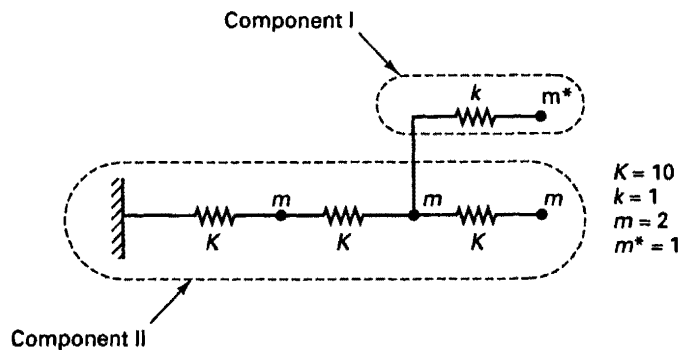 Component I
k
m*
m
m
m
K
K
K
K = 10
k = 1
m = 2
m* = 1
Component II